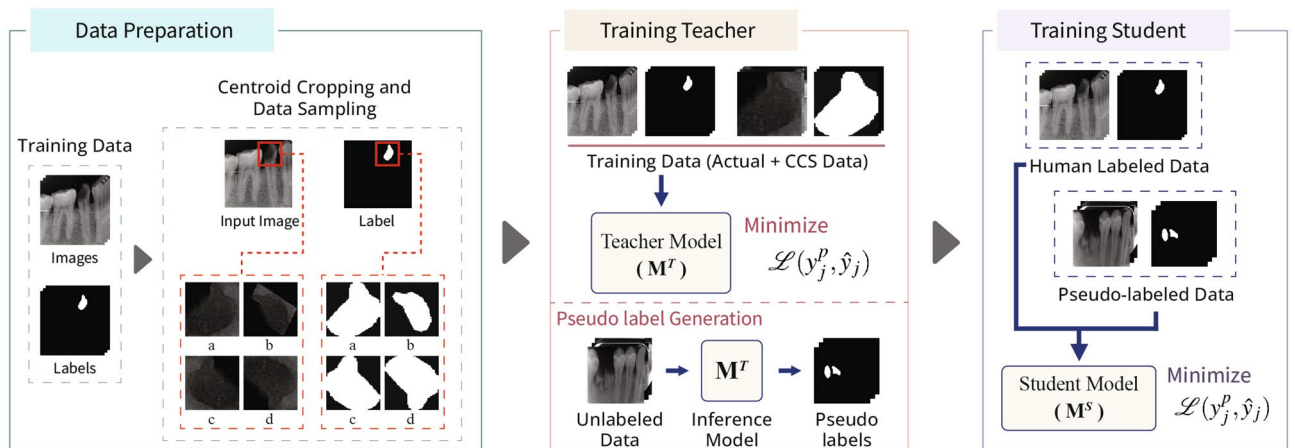 Data Preparation
Training Data
Images
Labels
Centroid Cropping and
Data Sampling
Input Image
Label
a
b
a
b
c
d
c
d
Training Teacher
Training Data (Actual + CCS Data)
Teacher Model
(M^T)
Minimize
ℒ(y_j^p, ŷ_j)
Pseudo label Generation
Unlabeled
Data
M^T
Inference
Model
Pseudo
labels
Training Student
Human Labeled Data
Pseudo-labeled Data
Student Model
(M^S)
Minimize
ℒ(y_j^p, ŷ_j)